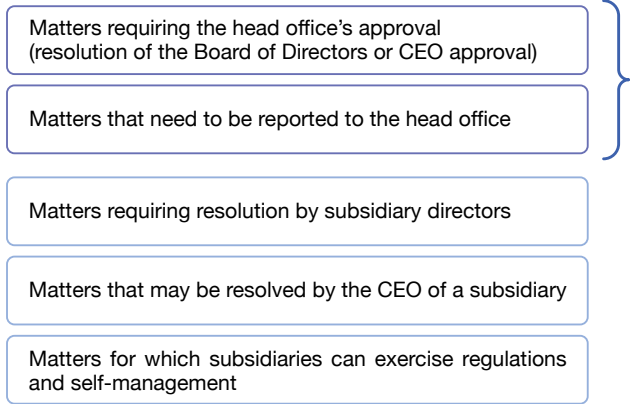 Matters requiring the head office’s approval
(resolution of the Board of Directors or CEO approval)
Matters that need to be reported to the head office
Matters requiring resolution by subsidiary directors
Matters that may be resolved by the CEO of a subsidiary
Matters for which subsidiaries can exercise regulations
and self-management